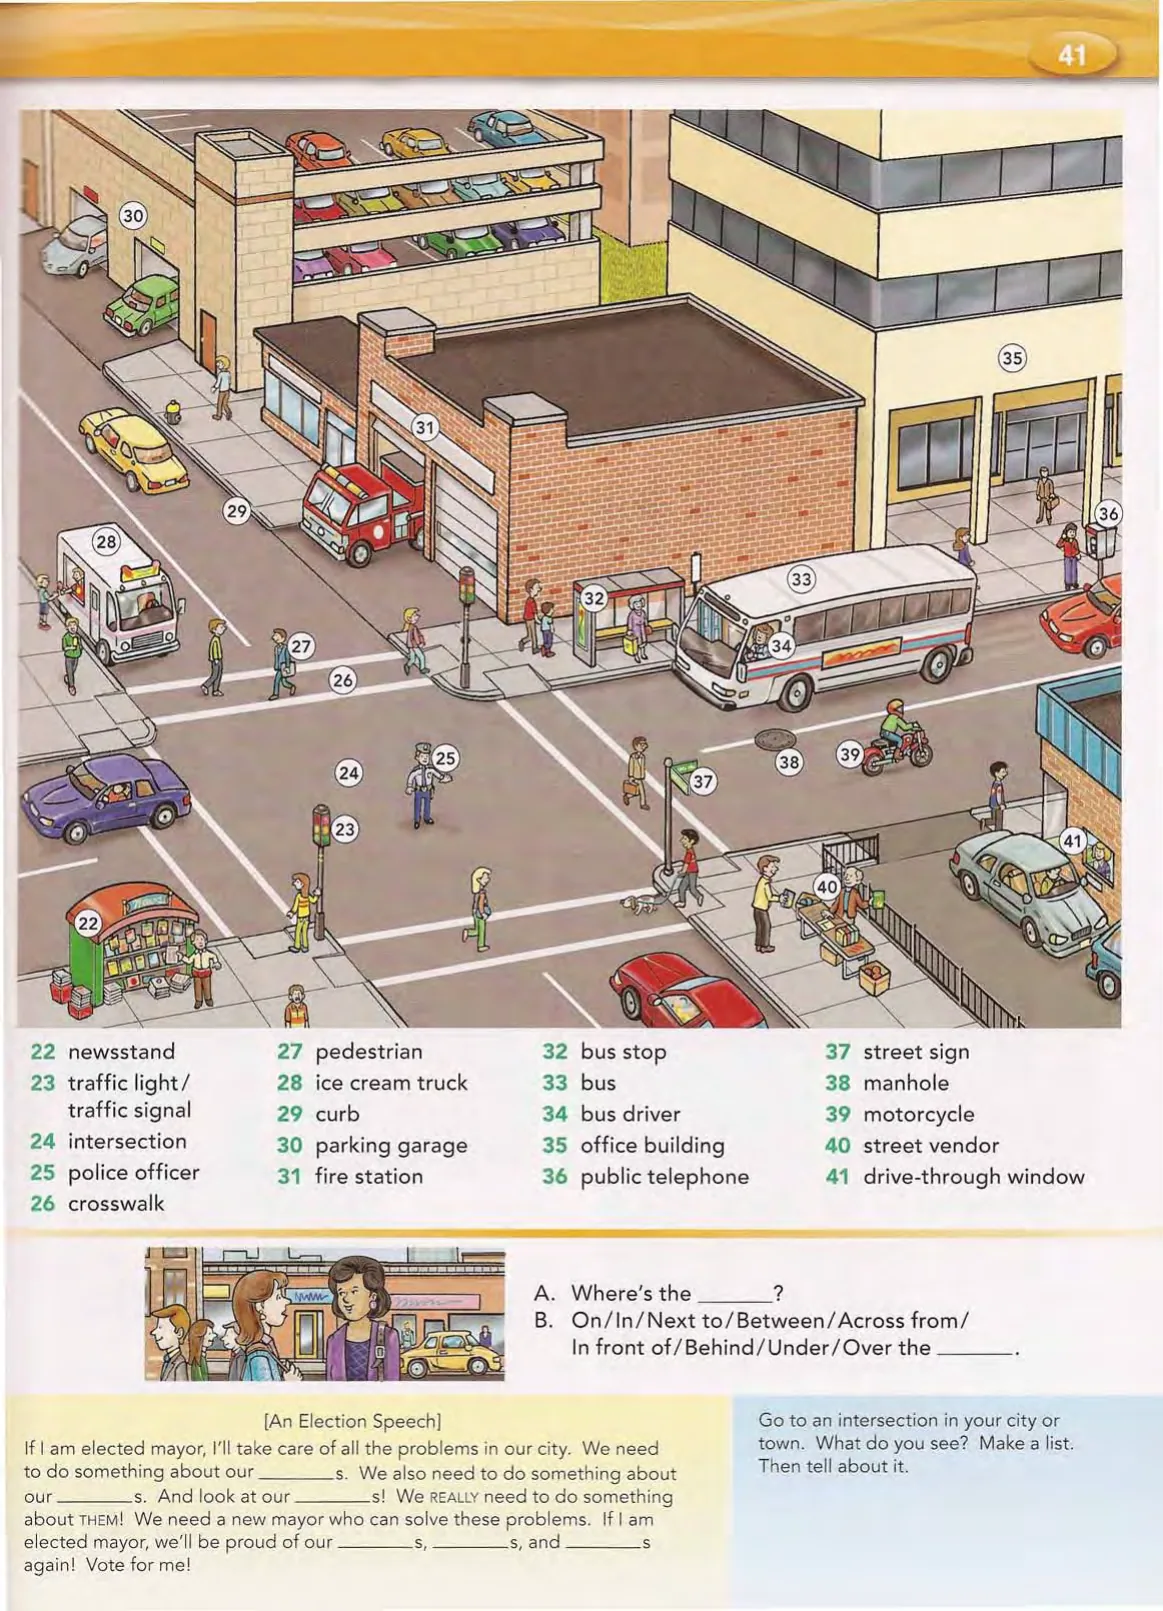 41
30
35
31
36
29
28
33
32
34
27
26
25
39
38
24
37
23
41
40
22
22 newsstand
23 traffic light/
traffic signal
24 intersection
25 police officer
26 crosswalk
27 pedestrian
28 ice cream truck
29 curb
30 parking garage
31 fire station
32 bus stop
33 bus
34 bus driver
35 office building
36 public telephone
37 street sign
38 manhole
39 motorcycle
40 street vendor
41 drive-through window
A. Where's the ______?
B. On/In/Next to/Between/Across from/
In front of/Behind/Under/Over the ______.
[An Election Speech]
If I am elected mayor, I'll take care of all the problems in our city. We need
to do something about our ______s. We also need to do something about
our ______s. And look at our ______s! We REALLY need to do something
about THEM! We need a new mayor who can solve these problems. If I am
elected mayor, we'll be proud of our ______s, ______s, and ______s
again! Vote for me!
Go to an intersection in your city or
town. What do you see? Make a list.
Then tell about it.